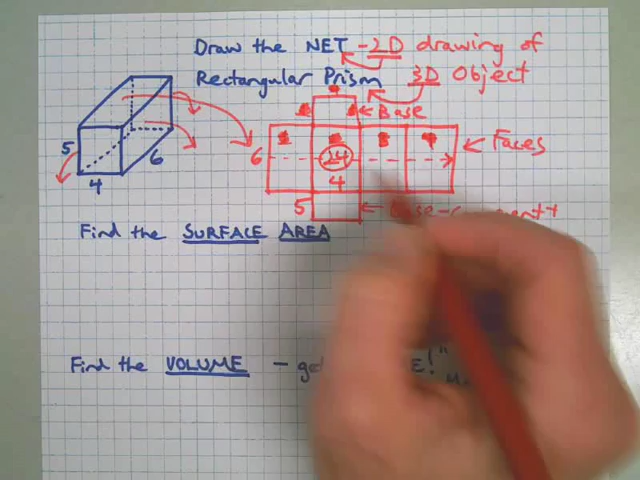 Draw the NET - 2D drawing of
Rectangular Prism 3D Object
Base
5
6
4
6
24
4
Faces
5
Find the SURFACE AREA
Find the VOLUME -
E!"